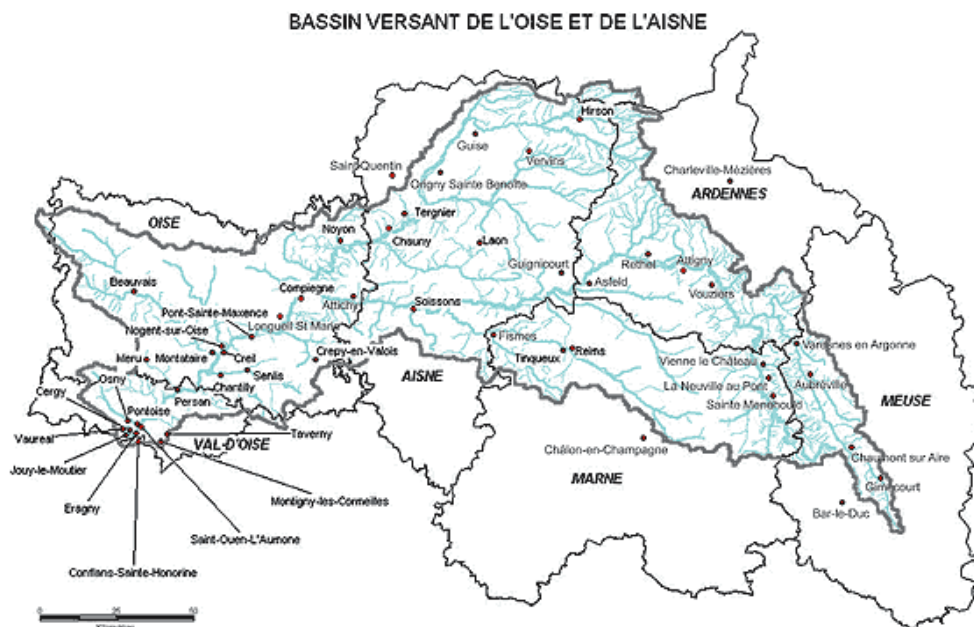 BASSIN VERSANT DE L'OISE ET DE L'AISNE
Hirson
Guise
Vervins
Saint-Quentin
Origny Sainte Benoîte
Charleville-Mézières
ARDENNES
OISE
Tergnier
Noyon
Chauny
Laon
Guignicourt
Rethel
Attigny
Asfeld
Vouziers
Beauvais
Compiegne
Attichy
Soissons
Pont-Sainte-Maxence
Longueil St Marie
Nogent-sur-Oise
Fismes
Varennes en Argonne
Meru
Montataire
Creil
Crepy-en-Valois
Tinqueux
Reims
Vienne le Château
AISNE
Senlis
Aubréville
Osny
Chantilly
La Neuville au Pont
Cergy
Persan
Sainte Menehould
MEUSE
Pontoise
Vaureal
VAL-D'OISE
Taverny
Châlon-en-Champagne
Chaumont sur Aire
Jouy-le-Moutier
MARNE
Gimecourt
Montigny-les-Cormeilles
Eragny
Bar-le-Duc
Saint-Ouen-L'Aumone
Conflans-Sainte-Honorine
0 25 50